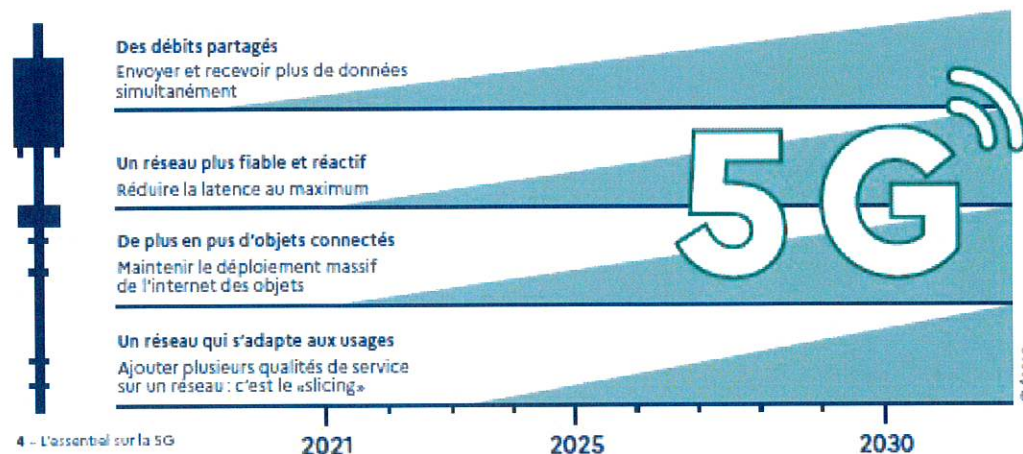 Des débits partagés
Envoyer et recevoir plus de données
simultanément
Un réseau plus fiable et réactif
Réduire la latence au maximum
De plus en pus d'objets connectés
Maintenir le déploiement massif
de l'internet des objets
Un réseau qui s'adapte aux usages
Ajouter plusieurs qualités de service
sur un réseau : c'est le «slicing»
5G
2021 2025 2030
4 – L'essentiel sur la 5G